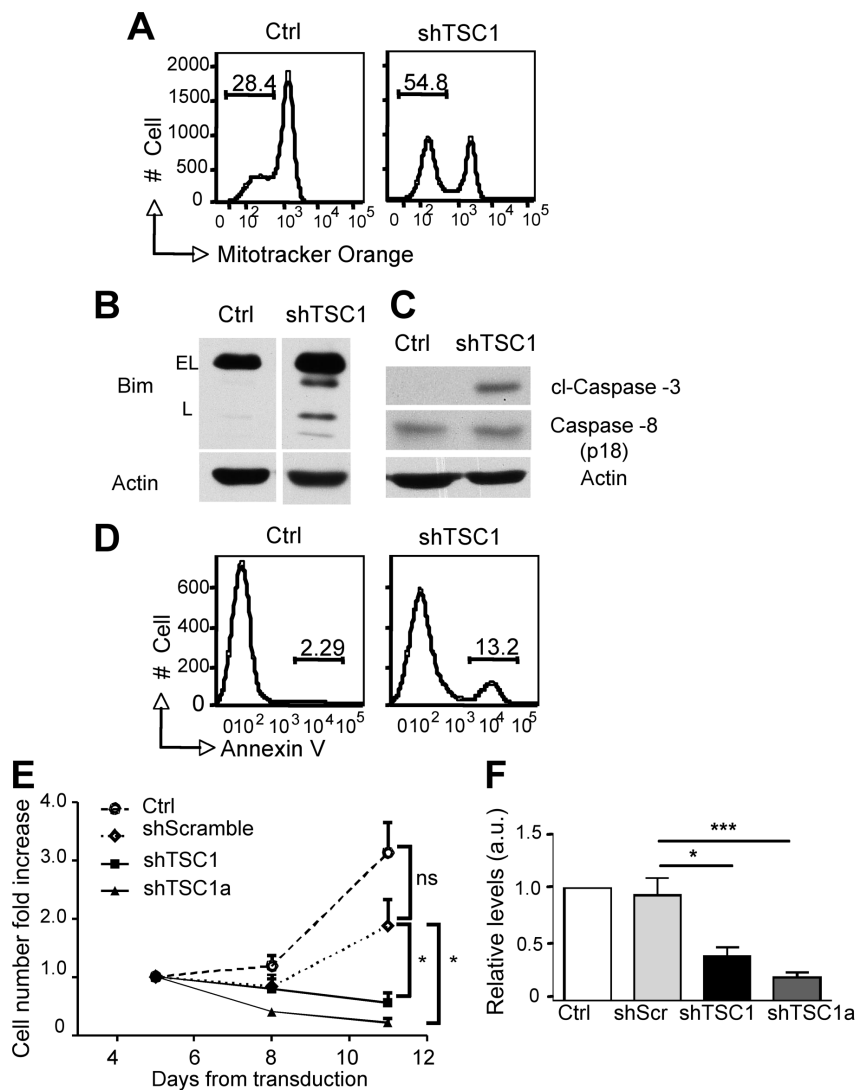 A
Ctrl
shTSC1
2000
1500
1000
500
0
# Cell
28.4
54.8
0 10^2 10^3 10^4 10^5
0 10^2 10^3 10^4 10^5
Mitotracker Orange
B
Ctrl shTSC1
EL
Bim
L
Actin
C
Ctrl shTSC1
cl-Caspase -3
Caspase -8
(p18)
Actin
D
Ctrl
shTSC1
600
400
200
0
# Cell
2.29
13.2
0 10^2 10^3 10^4 10^5
0 10^2 10^3 10^4 10^5
Annexin V
E
4.0
3.0
2.0
1.0
0
Cell number fold increase
Ctrl
shScramble
shTSC1
shTSC1a
ns
*
*
4 6 8 10 12
Days from transduction
F
1.5
1.0
0.5
0
Relative levels (a.u.)
***
*
Ctrl shScr shTSC1 shTSC1a